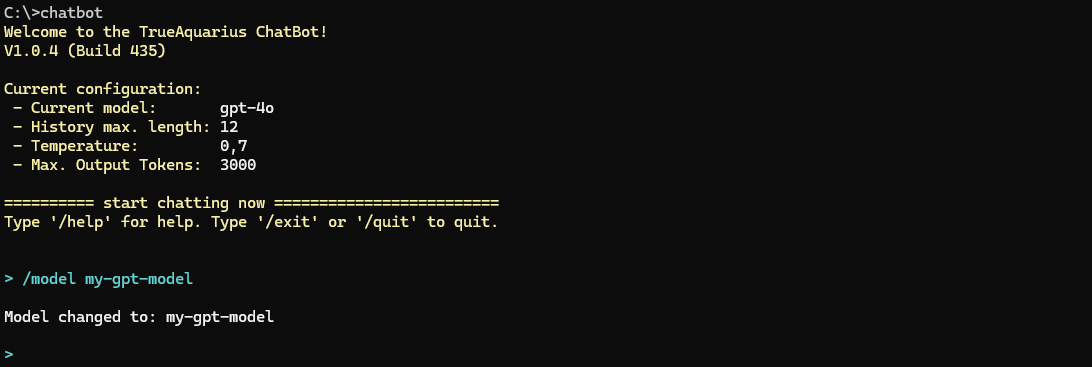 C:\>chatbot
Welcome to the TrueAquarius ChatBot!
V1.0.4 (Build 435)
Current configuration:
- Current model: gpt-4o
- History max. length: 12
- Temperature: 0,7
- Max. Output Tokens: 3000
========== start chatting now =========================
Type '/help' for help. Type '/exit' or '/quit' to quit.
> /model my-gpt-model
Model changed to: my-gpt-model
>